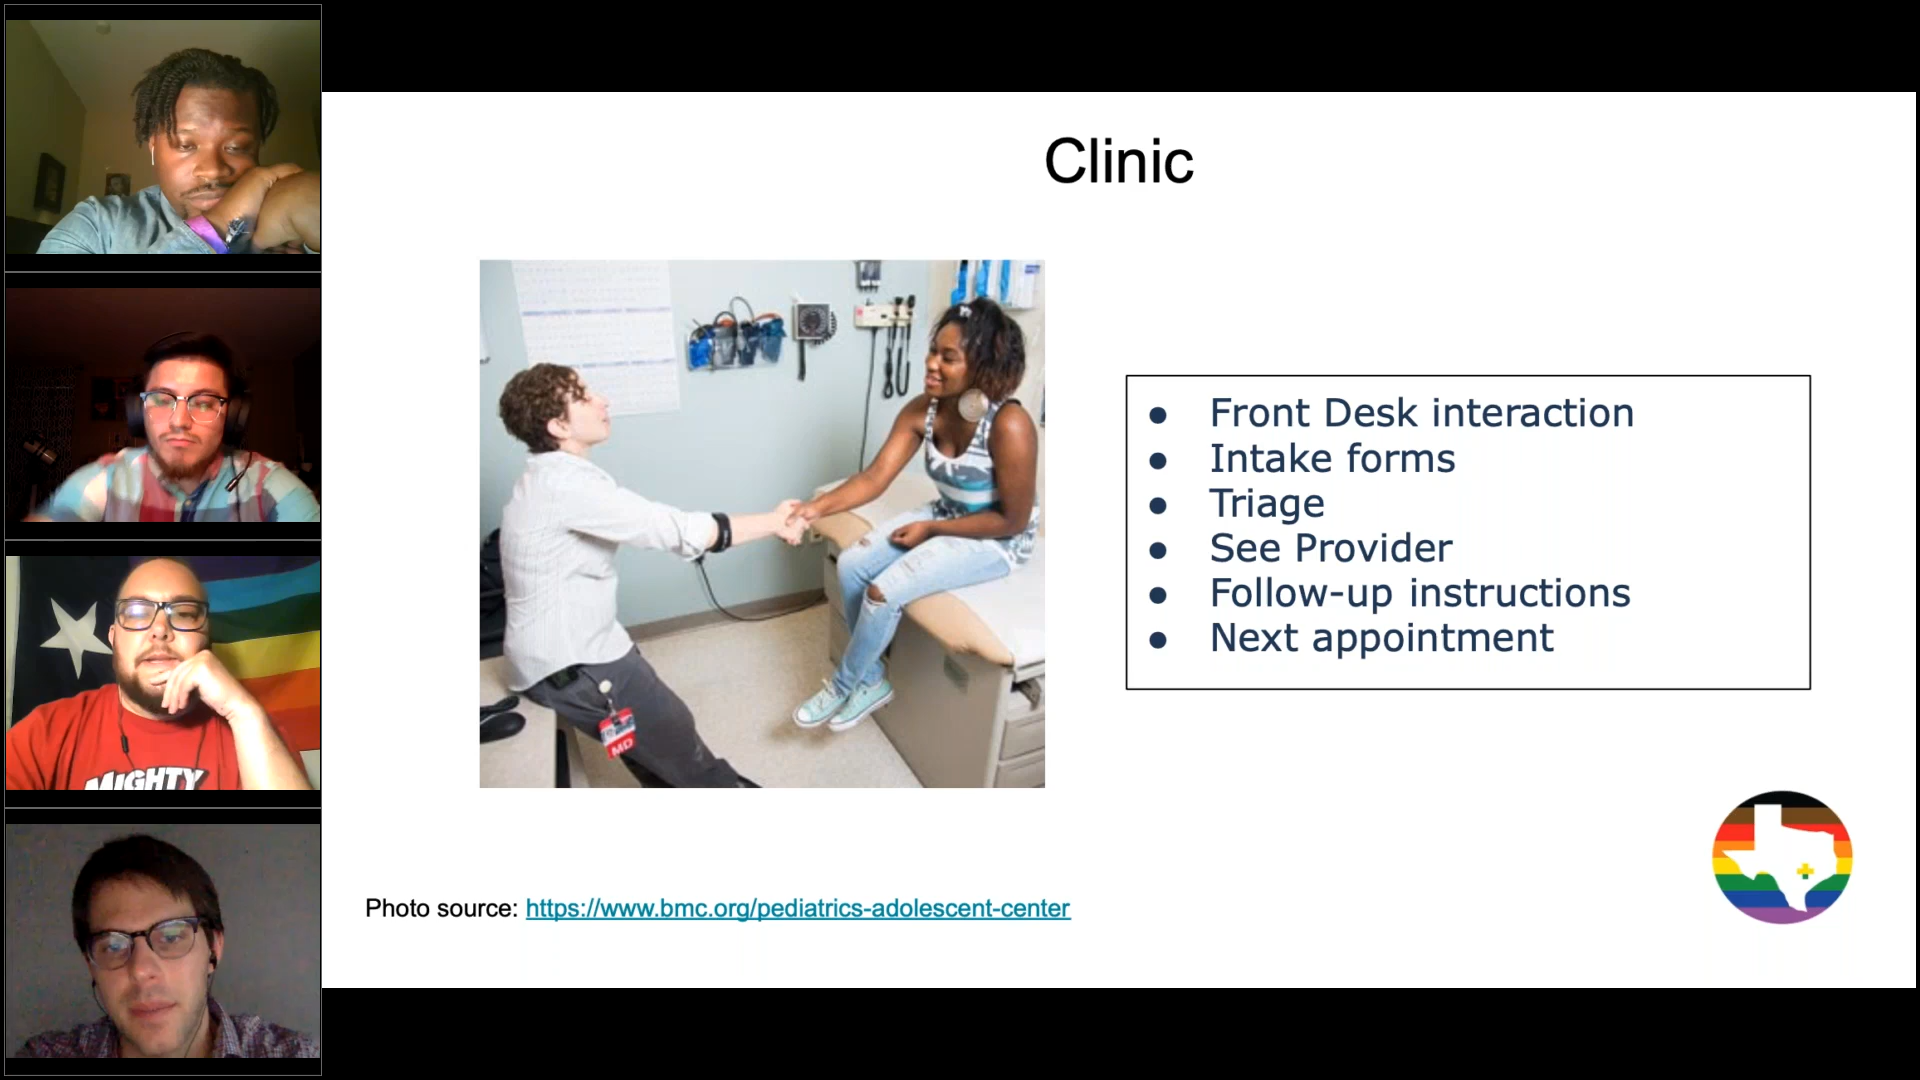 Clinic
● Front Desk interaction
● Intake forms
● Triage
● See Provider
● Follow-up instructions
● Next appointment
MD
MIGHTY
Photo source: https://www.bmc.org/pediatrics-adolescent-center